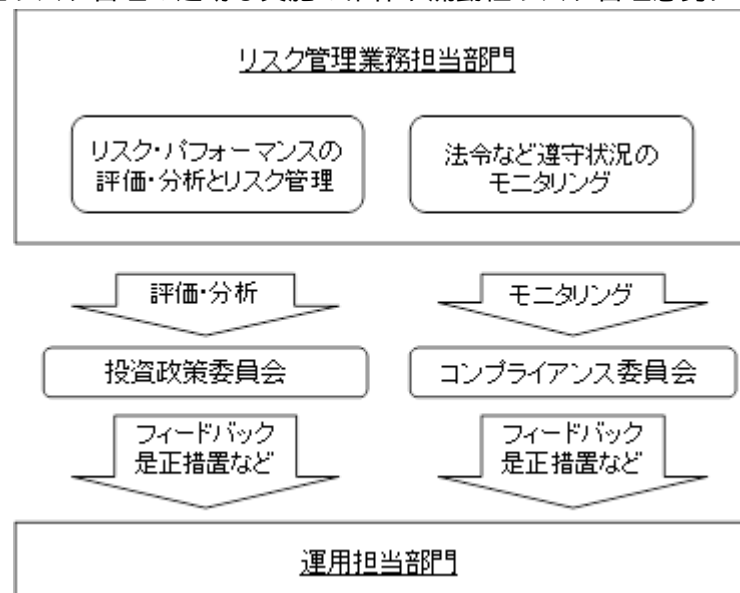 リスク管理業務担当部門
リスク・パフォーマンスの
評価・分析とリスク管理
法令など遵守状況の
モニタリング
評価・分析
モニタリング
投資政策委員会
コンプライアンス委員会
フィードバック
是正措置など
フィードバック
是正措置など
運用担当部門